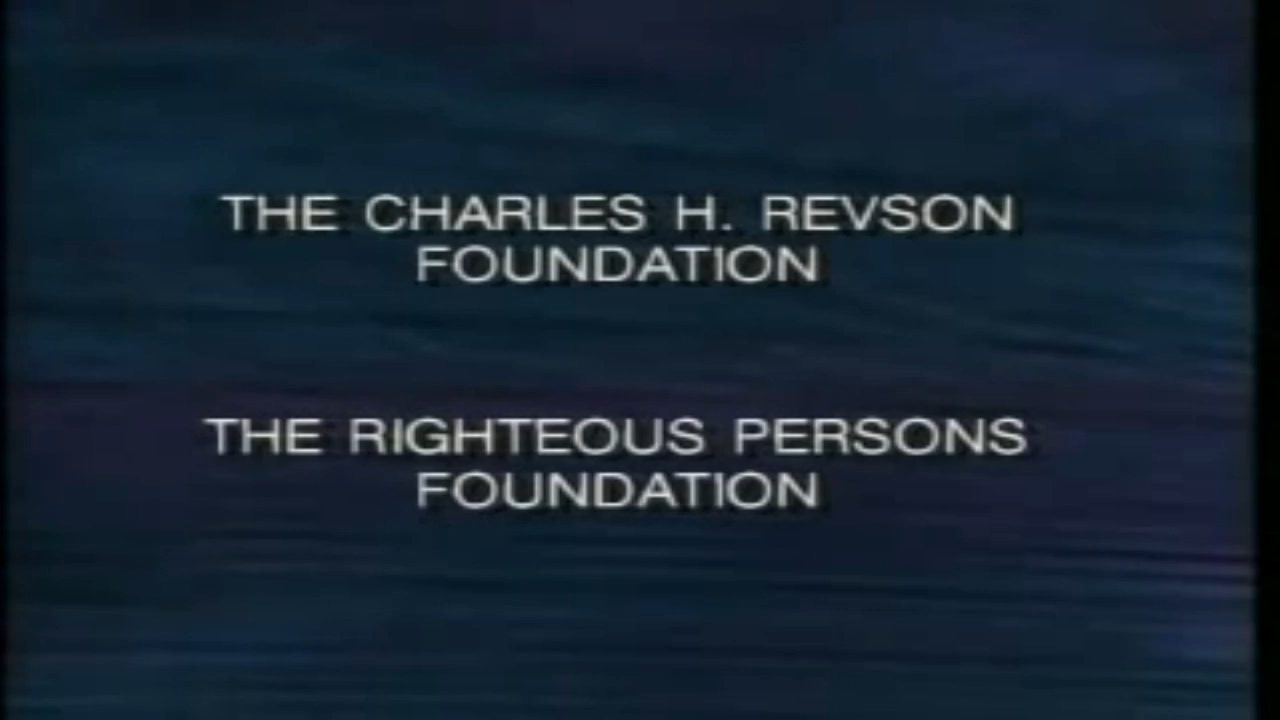 THE CHARLES H. REVSON
FOUNDATION
THE RIGHTEOUS PERSONS
FOUNDATION